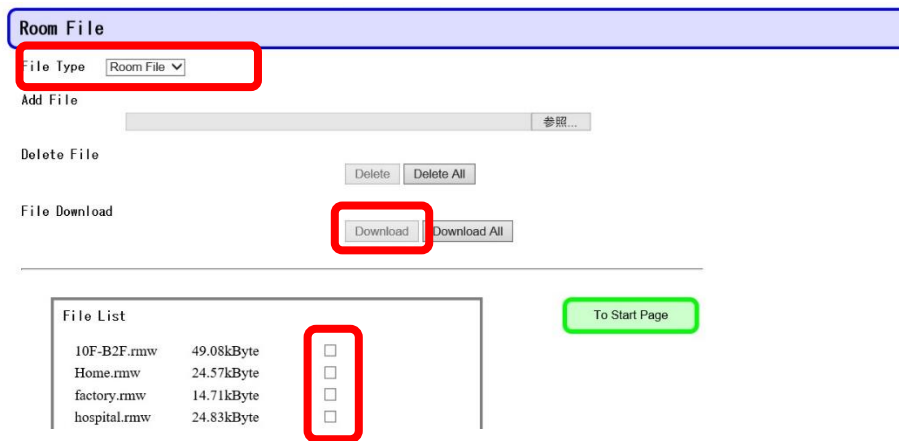 Room File
File Type Room File
Add File
参照...
Delete File
Delete Delete All
File Download
Download Download All
To Start Page
File List
10F-B2F.rmw 49.08kByte
Home.rmw 24.57kByte
factory.rmw 14.71kByte
hospital.rmw 24.83kByte